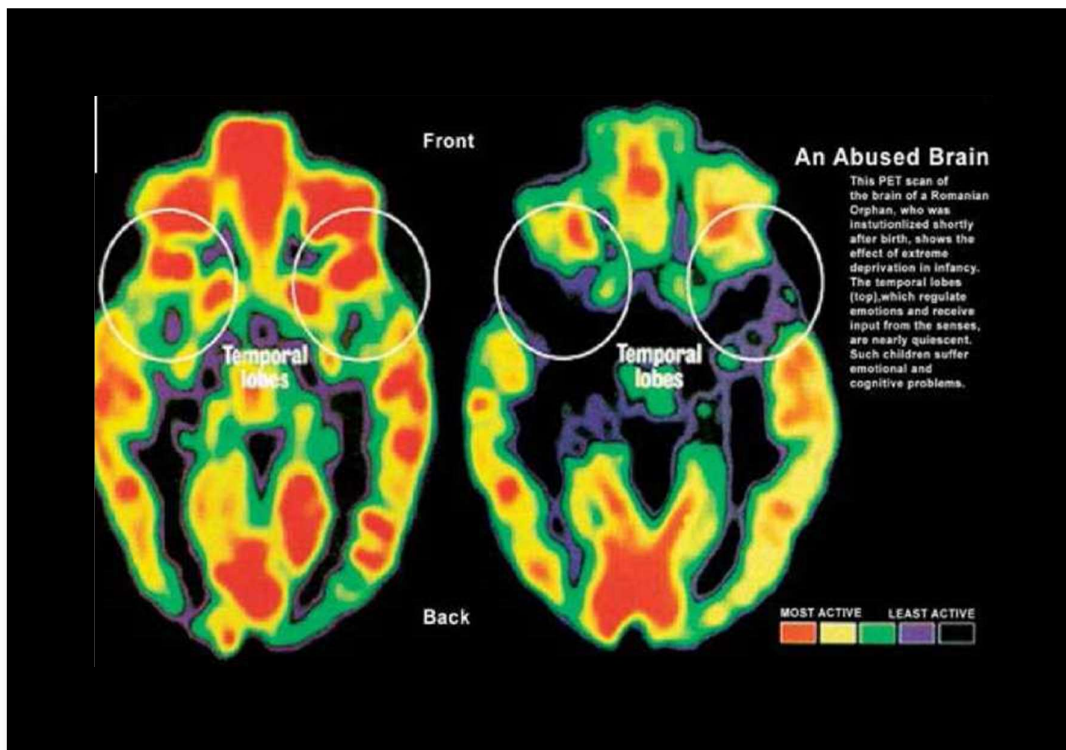 Front
An Abused Brain
This PET scan of
the brain of a Romanian
Orphan, who was
instutionlized shortly
after birth, shows the
effect of extreme
deprivation in infancy.
The temporal lobes
(top),which regulate
emotions and receive
input from the senses,
are nearly quiescent.
Such children suffer
emotional and
cognitive problems.
Temporal
lobes
Temporal
lobes
Back
MOST ACTIVE LEAST ACTIVE